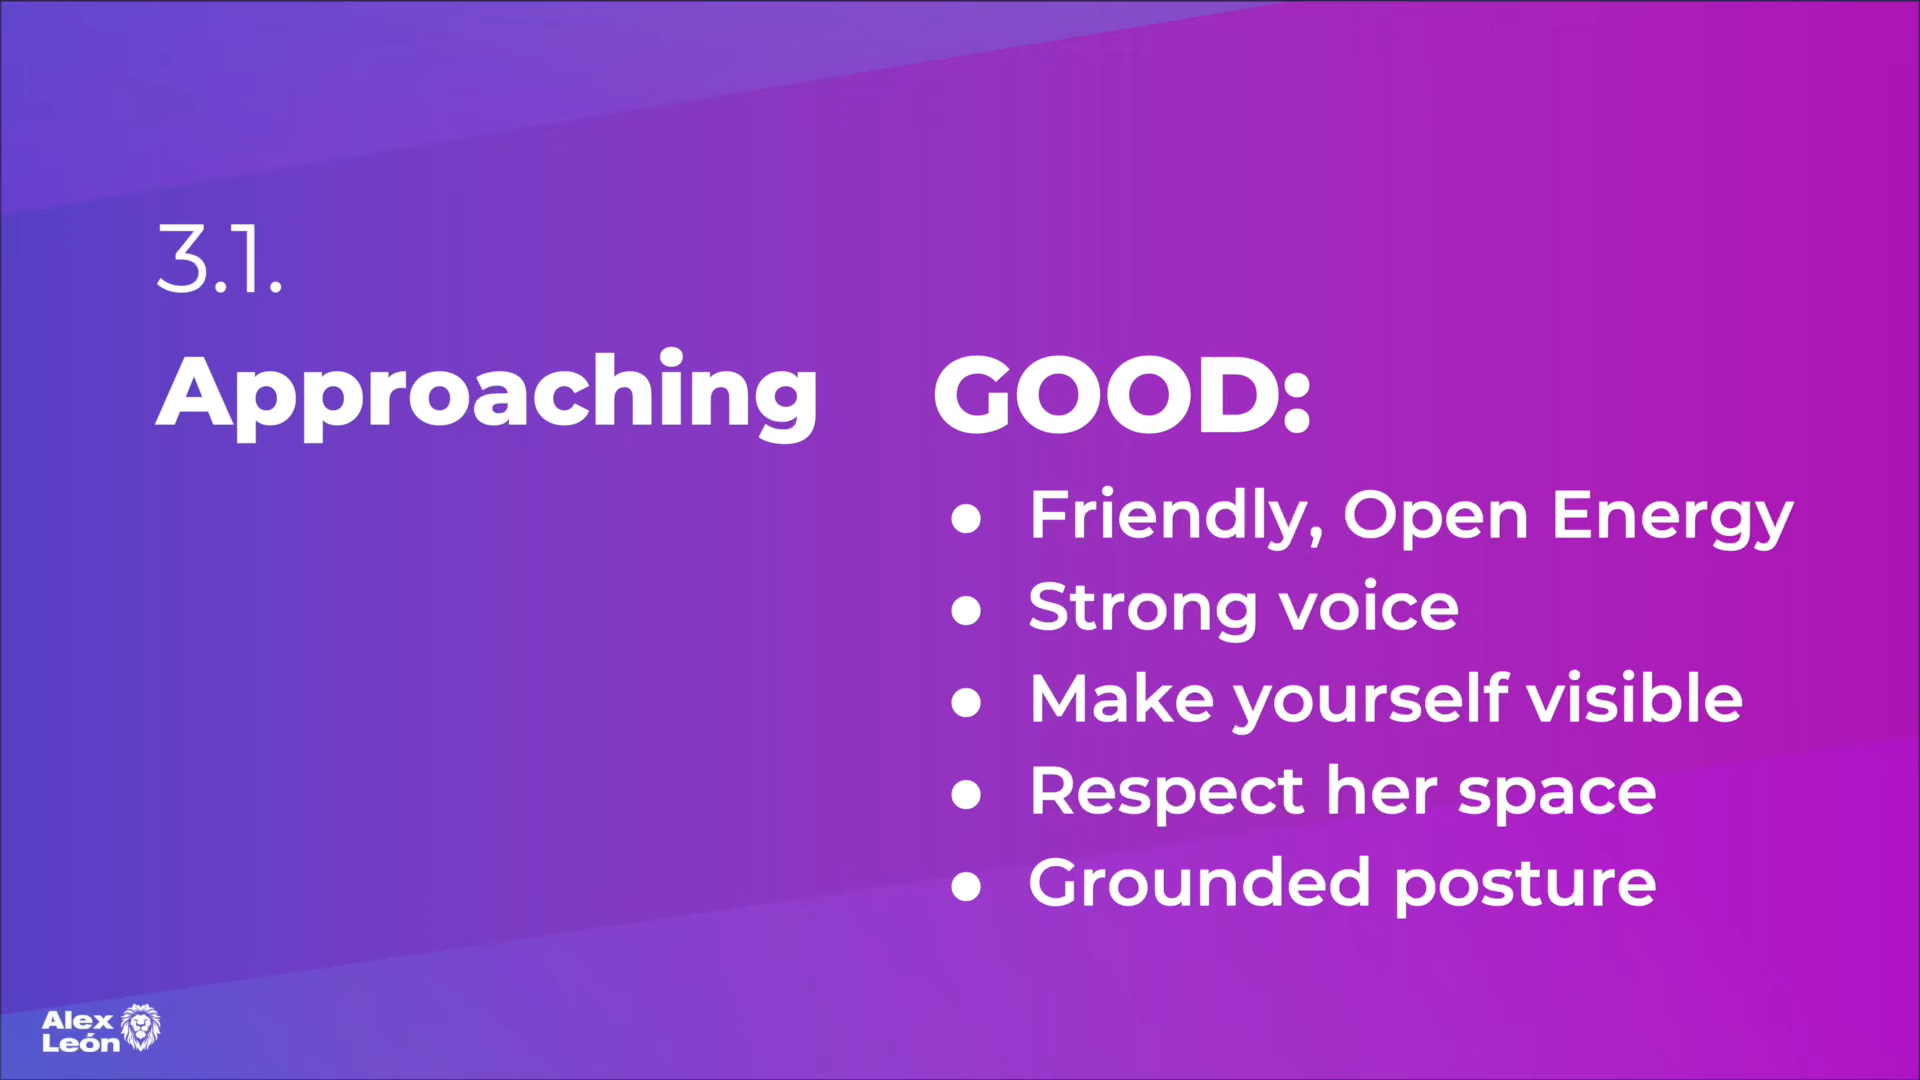 3.1.
Approaching
GOOD:
● Friendly, Open Energy
● Strong voice
● Make yourself visible
● Respect her space
● Grounded posture
Alex
León